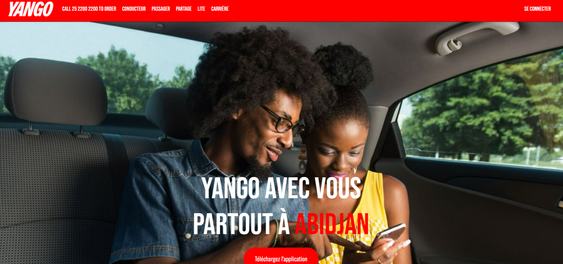 YANGO
CALL 25 2200 2200 TO ORDER CONDUCTEUR PASSAGER PARTAGE LITE CARRIÈRE SE CONNECTER
YANGO AVEC VOUS
PARTOUT À ABIDJAN
Téléchargez l'application